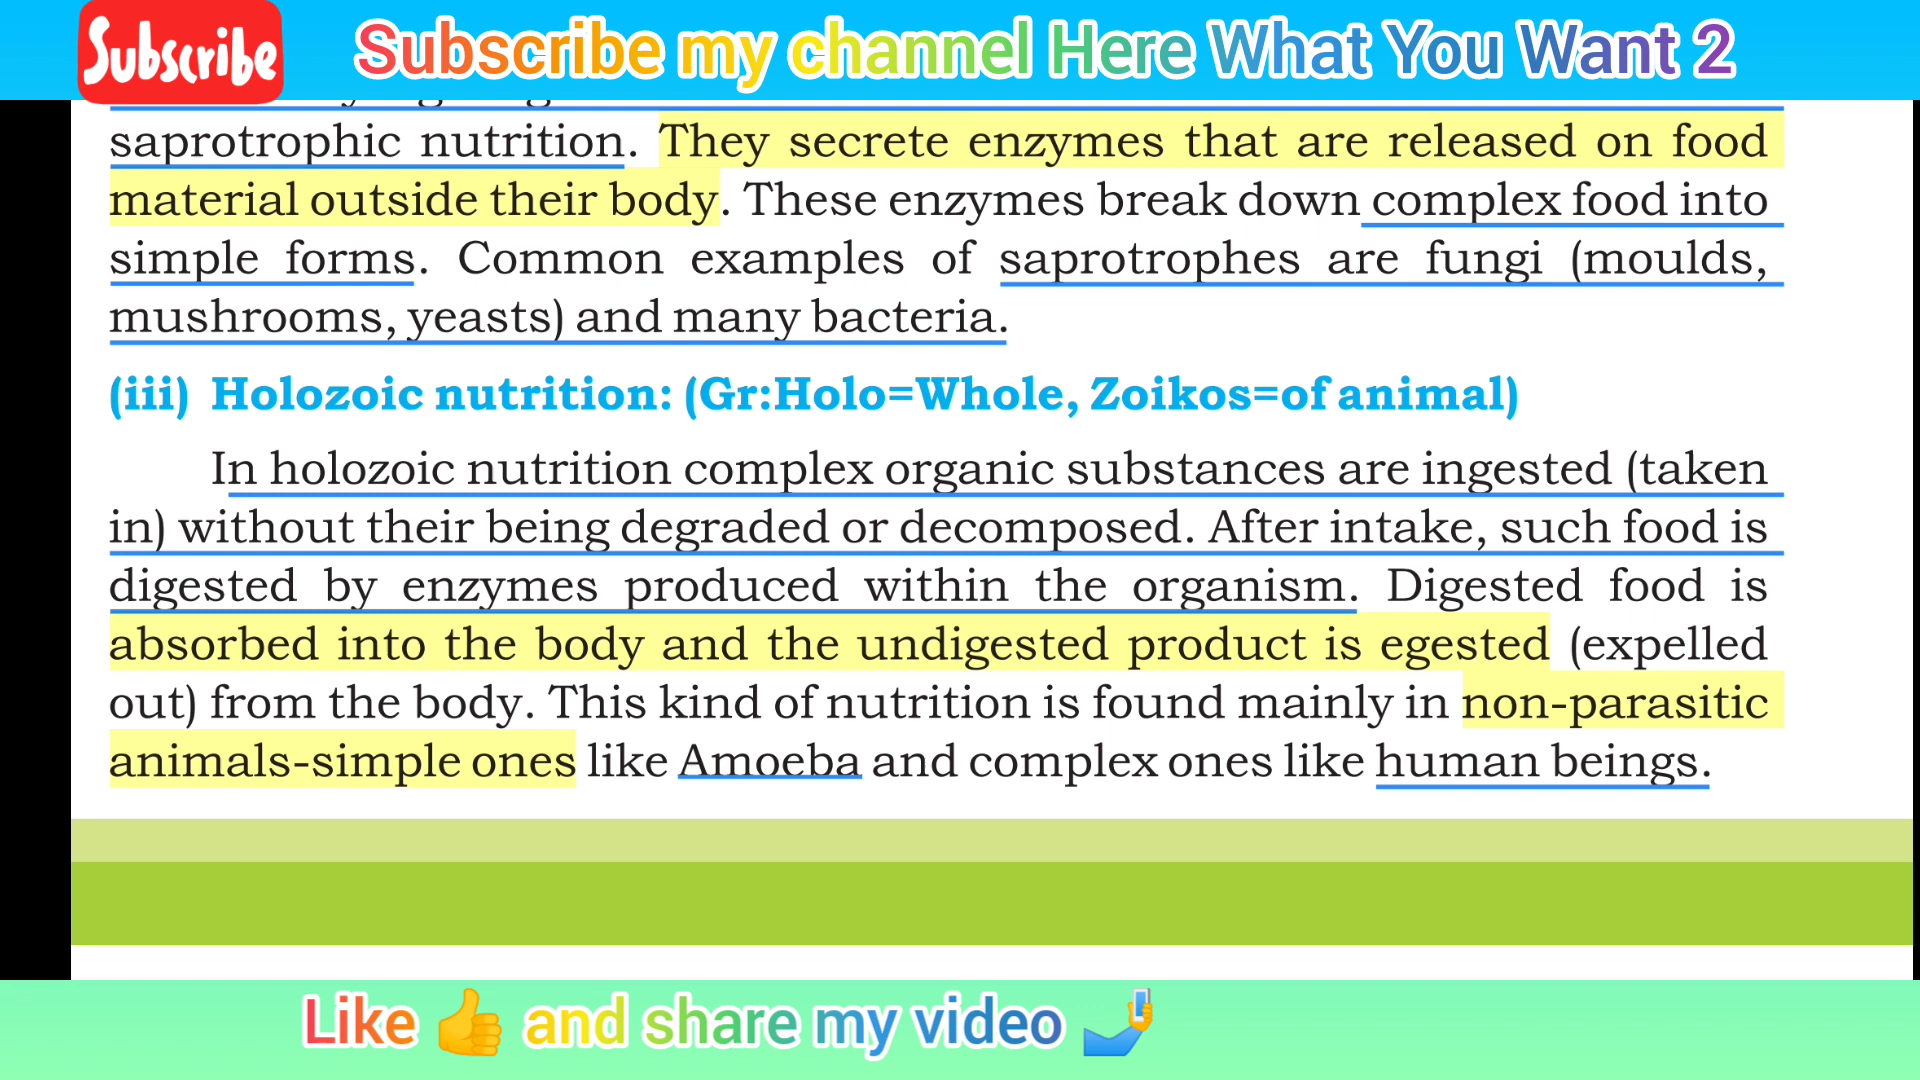 Subscribe
Subscribe my channel Here What You Want 2
saprotrophic nutrition. They secrete enzymes that are released on food
material outside their body. These enzymes break down complex food into
simple forms. Common examples of saprotrophes are fungi (moulds,
mushrooms, yeasts) and many bacteria.
(iii) Holozoic nutrition: (Gr:Holo=Whole, Zoikos=of animal)
In holozoic nutrition complex organic substances are ingested (taken
in) without their being degraded or decomposed. After intake, such food is
digested by enzymes produced within the organism. Digested food is
absorbed into the body and the undigested product is egested (expelled
out) from the body. This kind of nutrition is found mainly in non-parasitic
animals-simple ones like Amoeba and complex ones like human beings.
Like 👍 and share my video 🤳